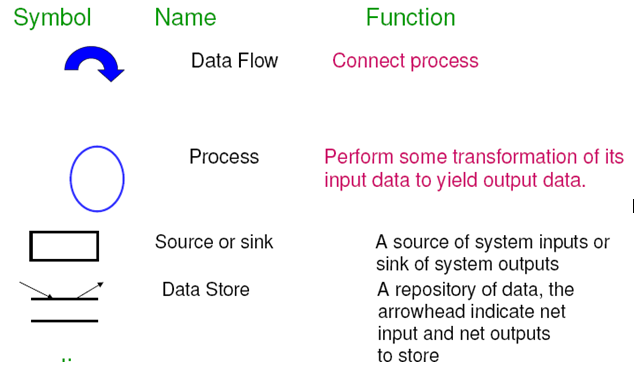 Symbol Name Function
Data Flow Connect process
Process Perform some transformation of its
input data to yield output data.
Source or sink A source of system inputs or
sink of system outputs
Data Store A repository of data, the
arrowhead indicate net
input and net outputs
to store